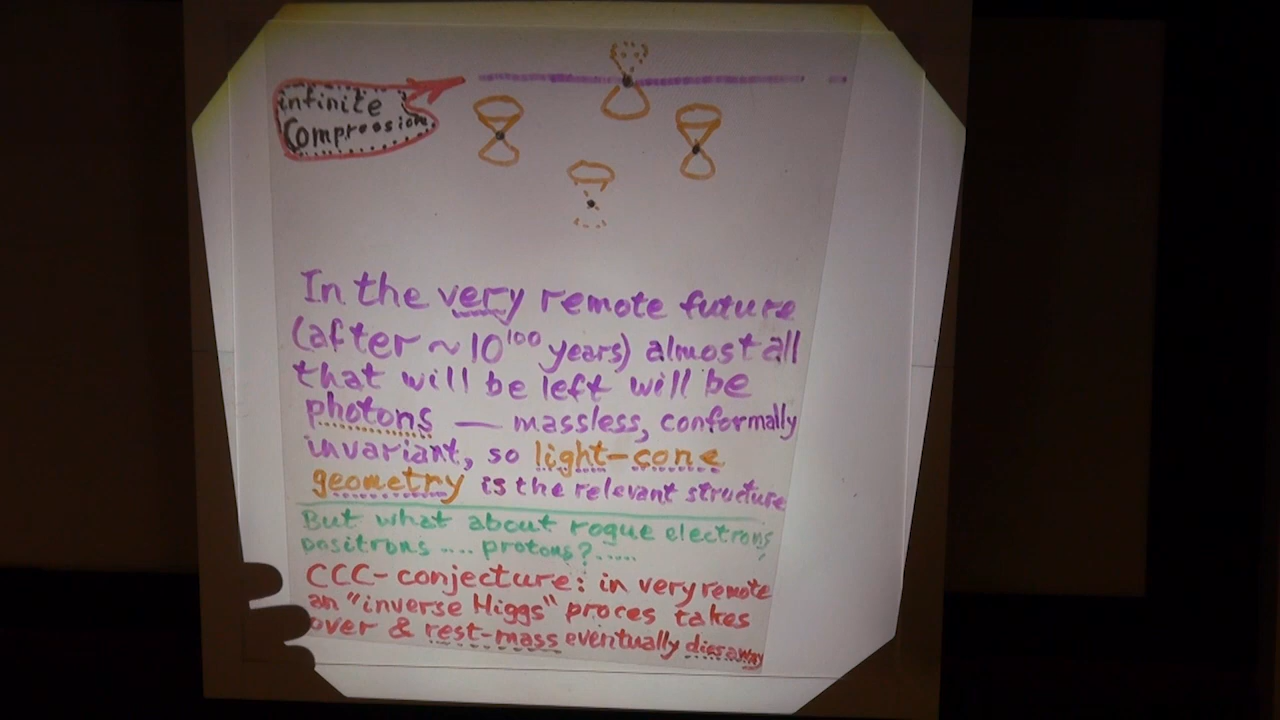 infinite
Compression
In the very remote future
(after ~10¹⁰⁰ years) almost all
that will be left will be
photons — massless, conformally
invariant, so light-cone
geometry is the relevant structure
But what about rogue electrons,
positrons .... protons?.....
CCC-conjecture: in very remote
an "inverse Higgs" proces takes
over & rest-mass eventually dies away